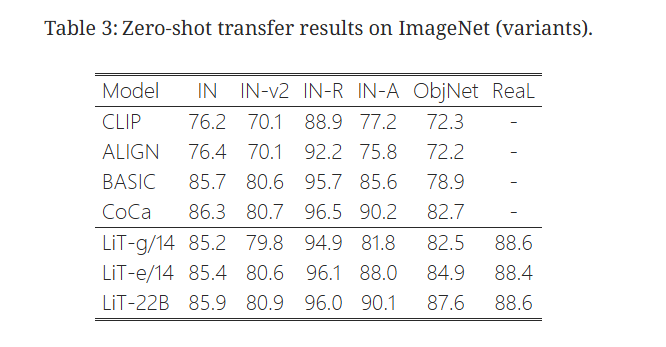 Table 3: Zero-shot transfer results on ImageNet (variants).
Model IN IN-v2 IN-R IN-A ObjNet ReaL
CLIP 76.2 70.1 88.9 77.2 72.3 -
ALIGN 76.4 70.1 92.2 75.8 72.2 -
BASIC 85.7 80.6 95.7 85.6 78.9 -
CoCa 86.3 80.7 96.5 90.2 82.7 -
LiT-g/14 85.2 79.8 94.9 81.8 82.5 88.6
LiT-e/14 85.4 80.6 96.1 88.0 84.9 88.4
LiT-22B 85.9 80.9 96.0 90.1 87.6 88.6